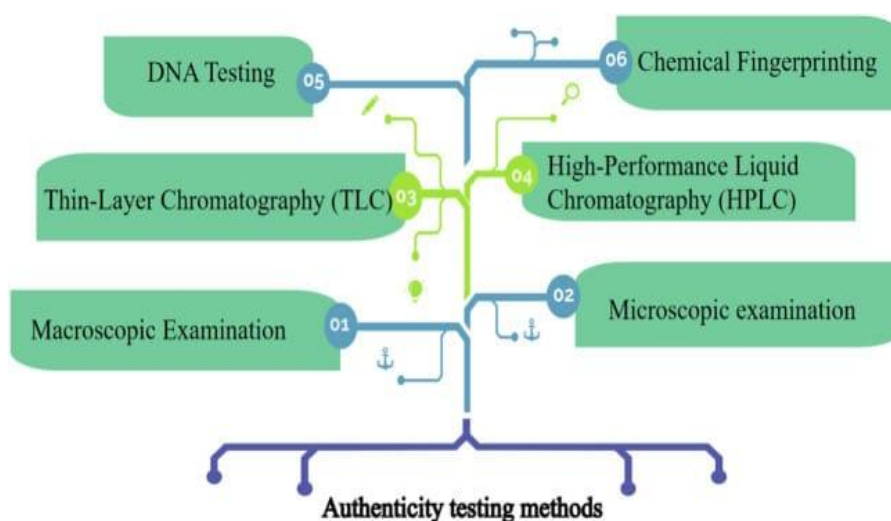 DNA Testing
05
06
Chemical Fingerprinting
Thin-Layer Chromatography (TLC)
03
04
High-Performance Liquid
Chromatography (HPLC)
Macroscopic Examination
01
02
Microscopic examination
Authenticity testing methods